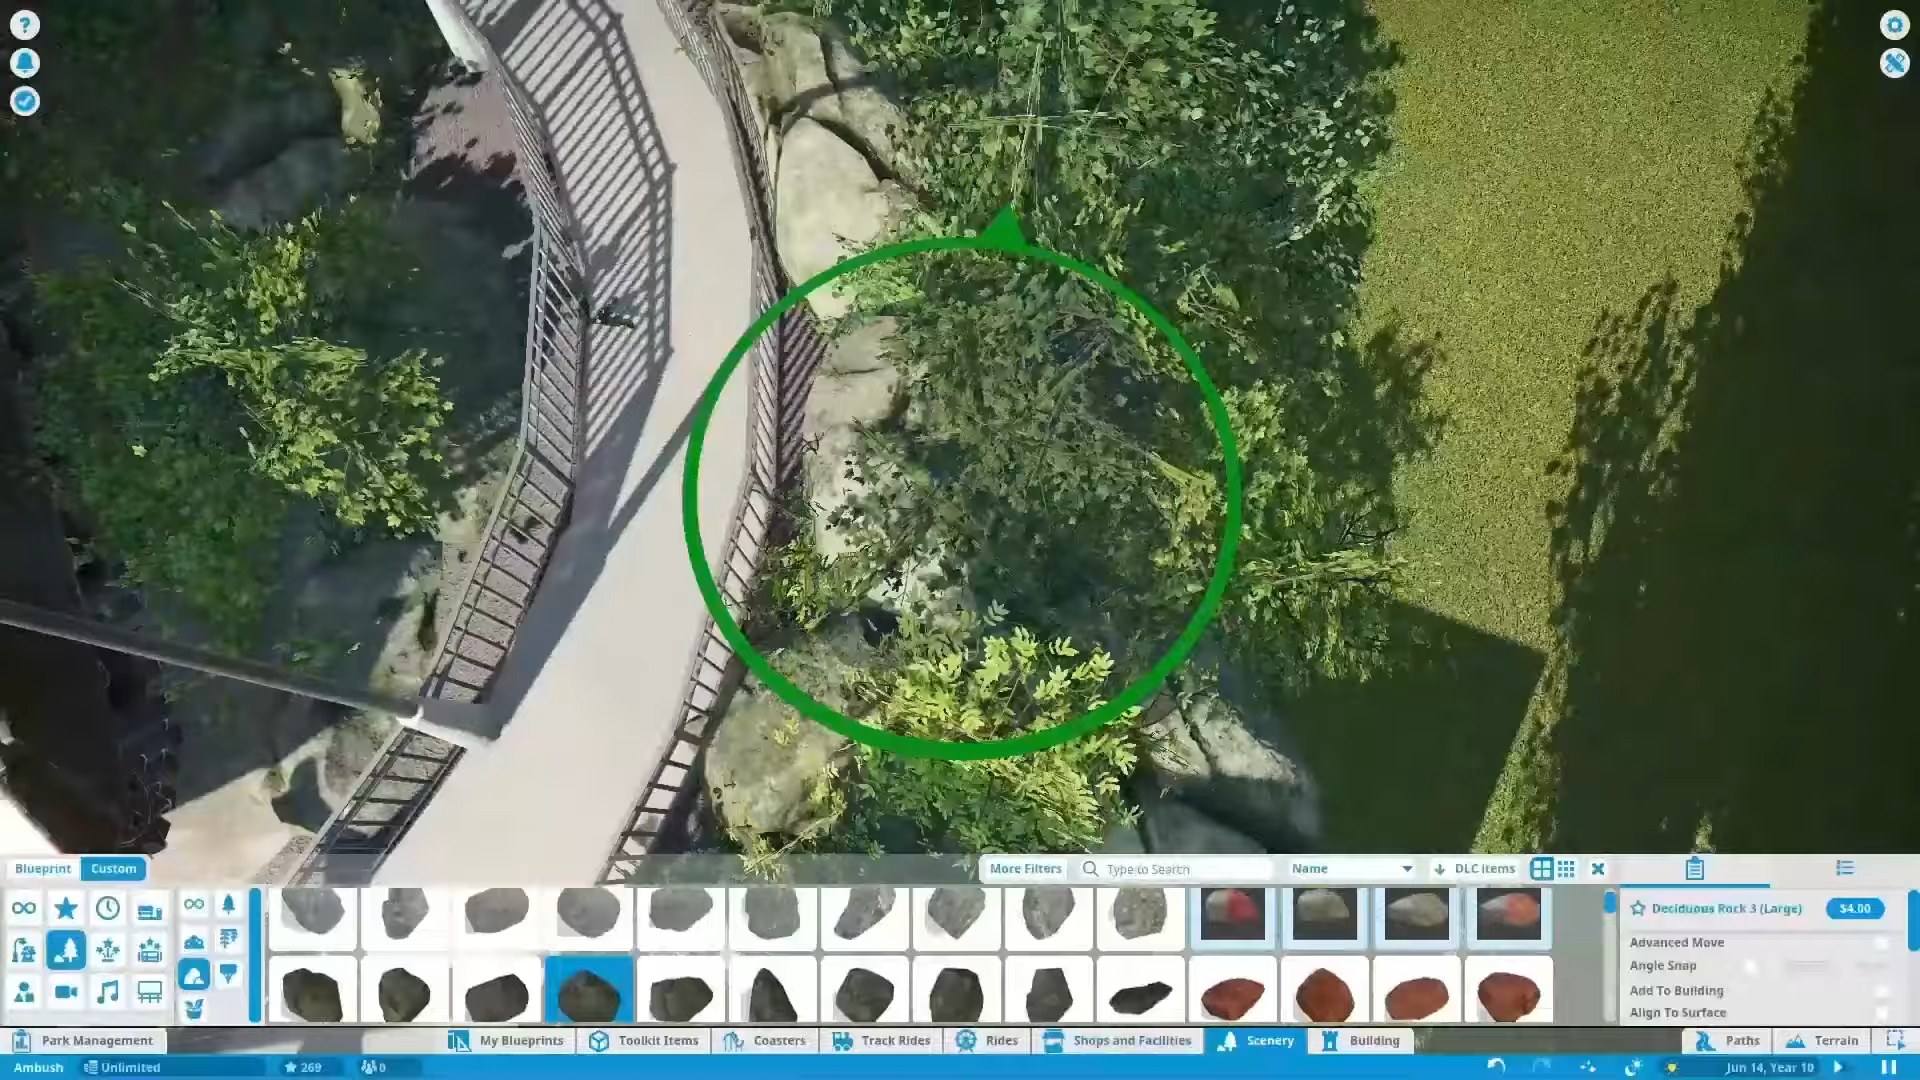 ?
Blueprint Custom
More Filters Type to Search Name DLC items
Deciduous Rock 3 (Large) $4.00
Advanced Move
Angle Snap
Add To Building
Align To Surface
Park Management My Blueprints Toolkit Items Coasters Track Rides Rides Shops and Facilities Scenery Building Paths Terrain
Ambush Unlimited 269 0 Jun 14, Year 10